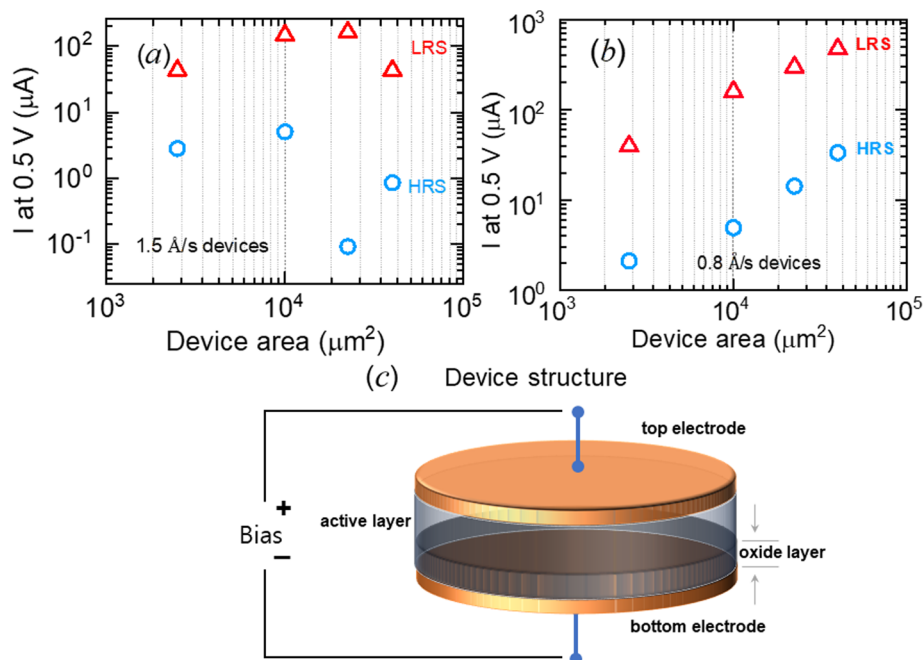 (a)
LRS
HRS
1.5 Å/s devices
I at 0.5 V (μA)
10²
10¹
10⁰
10⁻¹
10³
10⁴
10⁵
Device area (μm²)
(b)
LRS
HRS
0.8 Å/s devices
I at 0.5 V (μA)
10³
10²
10¹
10⁰
10³
10⁴
10⁵
Device area (μm²)
(c) Device structure
top electrode
+
active layer
Bias
−
oxide layer
bottom electrode